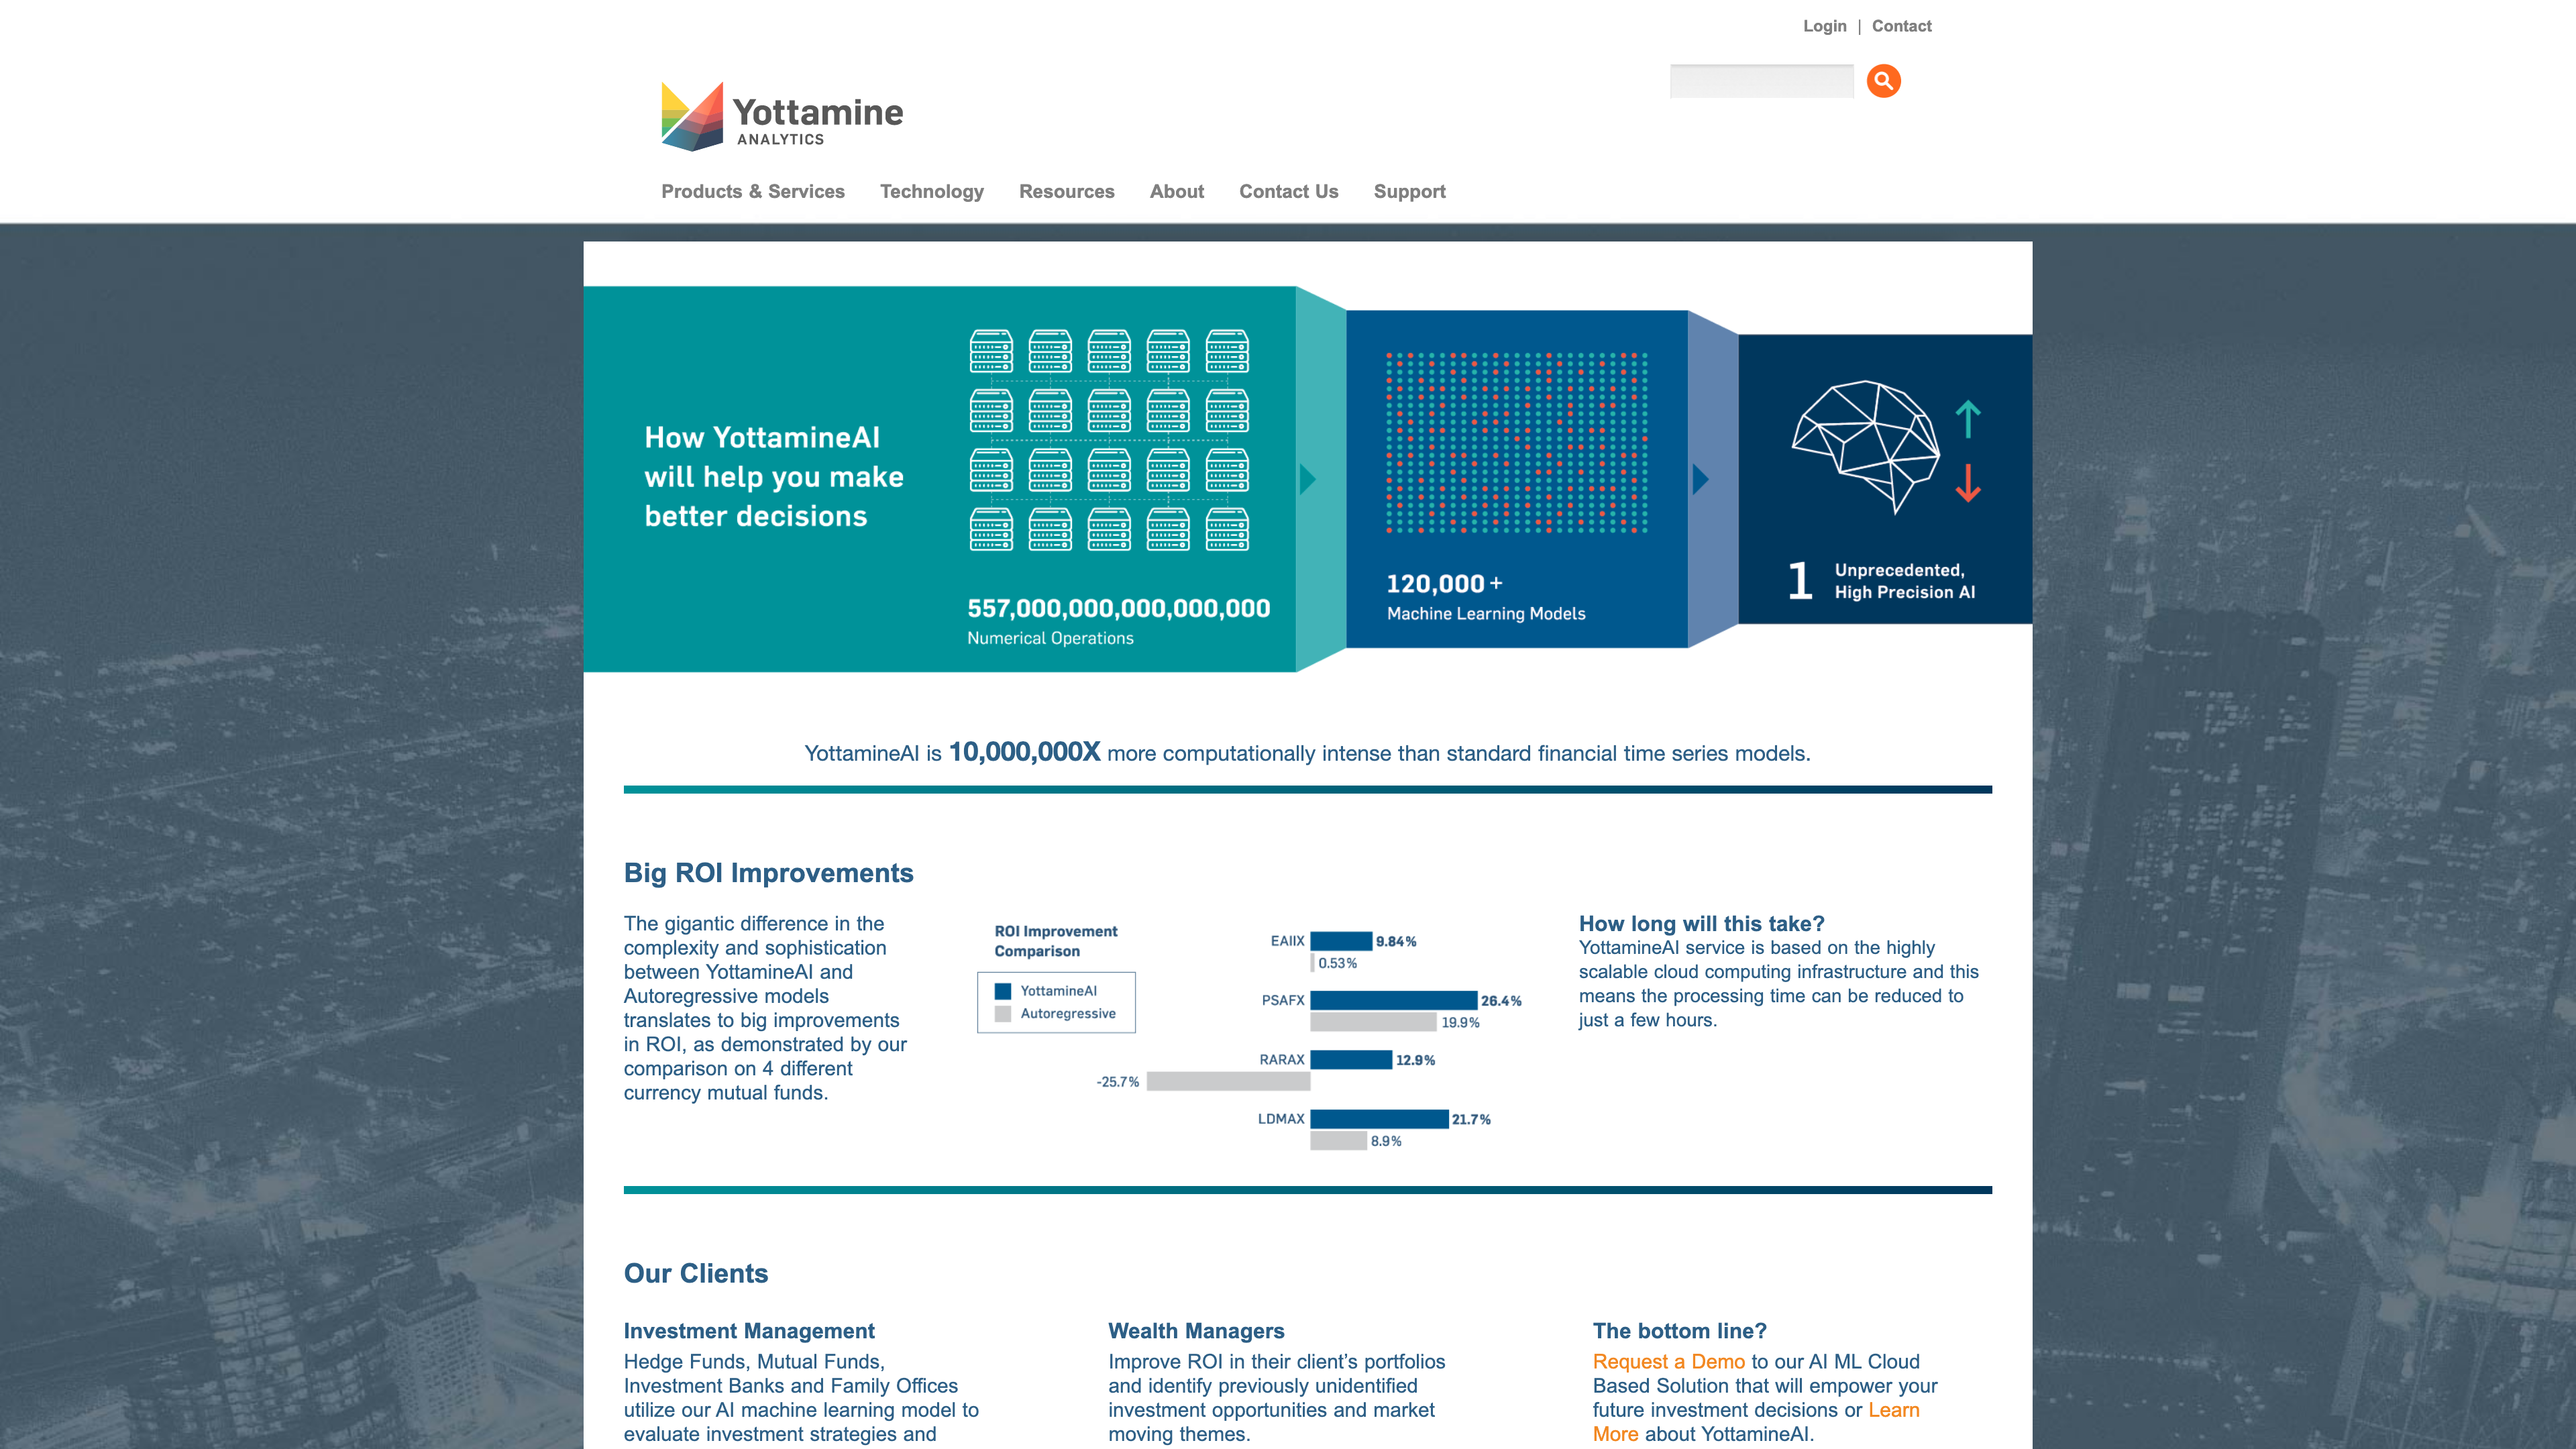 Login | Contact
Yottamine
ANALYTICS
Products & Services Technology Resources About Contact Us Support
How YottamineAI
will help you make
better decisions
557,000,000,000,000,000
Numerical Operations
120,000+
Machine Learning Models
1
Unprecedented,
High Precision AI
YottamineAI is 10,000,000X more computationally intense than standard financial time series models.
Big ROI Improvements
The gigantic difference in the
complexity and sophistication
between YottamineAI and
Autoregressive models
translates to big improvements
in ROI, as demonstrated by our
comparison on 4 different
currency mutual funds.
ROI Improvement
Comparison
YottamineAI
Autoregressive
EAIIX 9.84%
0.53%
PSAFX 26.4%
19.9%
RARAX 12.9%
-25.7%
LDMAX 21.7%
8.9%
How long will this take?
YottamineAI service is based on the highly
scalable cloud computing infrastructure and this
means the processing time can be reduced to
just a few hours.
Our Clients
Investment Management
Hedge Funds, Mutual Funds,
Investment Banks and Family Offices
utilize our AI machine learning model to
evaluate investment strategies and
Wealth Managers
Improve ROI in their client's portfolios
and identify previously unidentified
investment opportunities and market
moving themes.
The bottom line?
Request a Demo to our AI ML Cloud
Based Solution that will empower your
future investment decisions or Learn
More about YottamineAI.